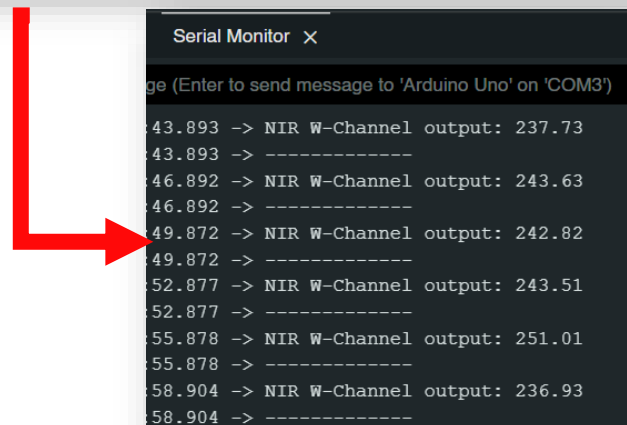 Serial Monitor ×
ge (Enter to send message to 'Arduino Uno' on 'COM3')
:43.893 -> NIR W-Channel output: 237.73
:43.893 -> -------------
:46.892 -> NIR W-Channel output: 243.63
:46.892 -> -------------
:49.872 -> NIR W-Channel output: 242.82
:49.872 -> -------------
:52.877 -> NIR W-Channel output: 243.51
:52.877 -> -------------
:55.878 -> NIR W-Channel output: 251.01
:55.878 -> -------------
:58.904 -> NIR W-Channel output: 236.93
:58.904 -> -------------